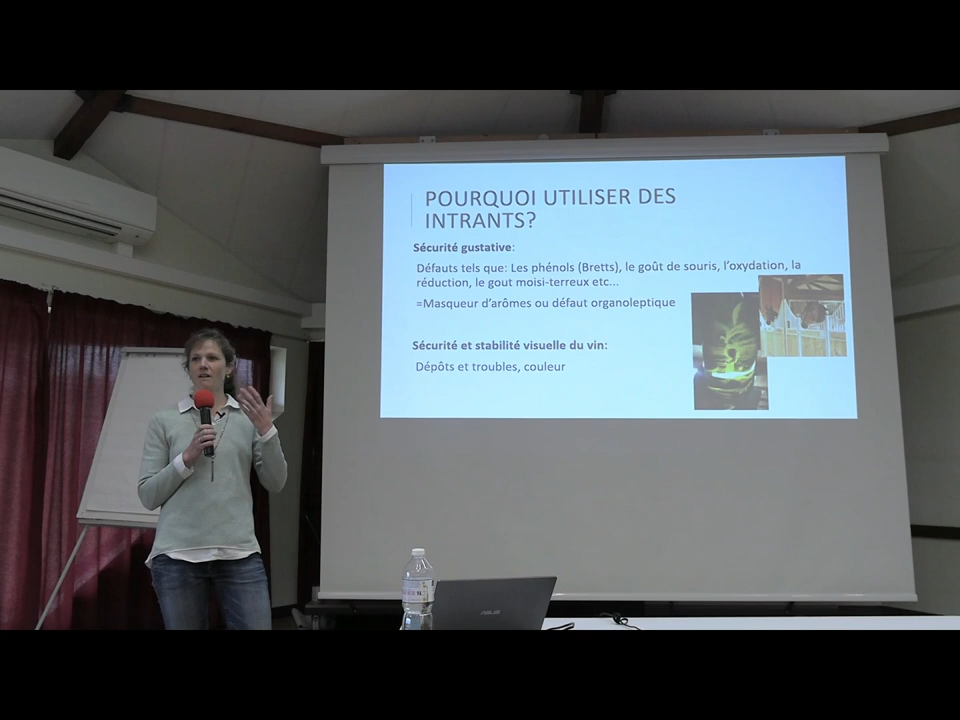 POURQUOI UTILISER DES
INTRANTS?
Sécurité gustative:
Défauts tels que: Les phénols (Bretts), le goût de souris, l'oxydation, la
réduction, le gout moisi-terreux etc...
=Masqueur d'arômes ou défaut organoleptique
Sécurité et stabilité visuelle du vin:
Dépôts et troubles, couleur
ASUS